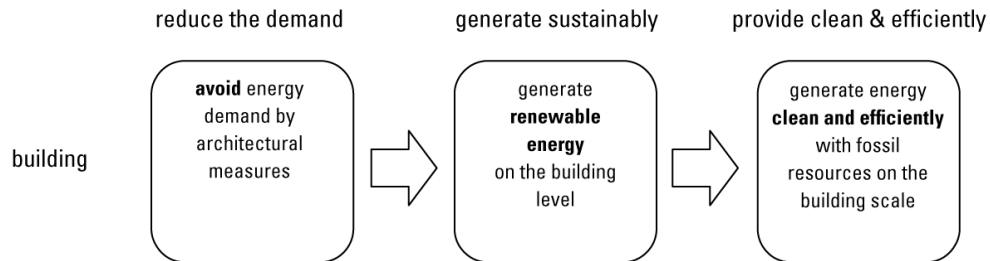 reduce the demand
generate sustainably
provide clean & efficiently
building
avoid energy
demand by
architectural
measures
generate
renewable
energy
on the building
level
generate energy
clean and efficiently
with fossil
resources on the
building scale